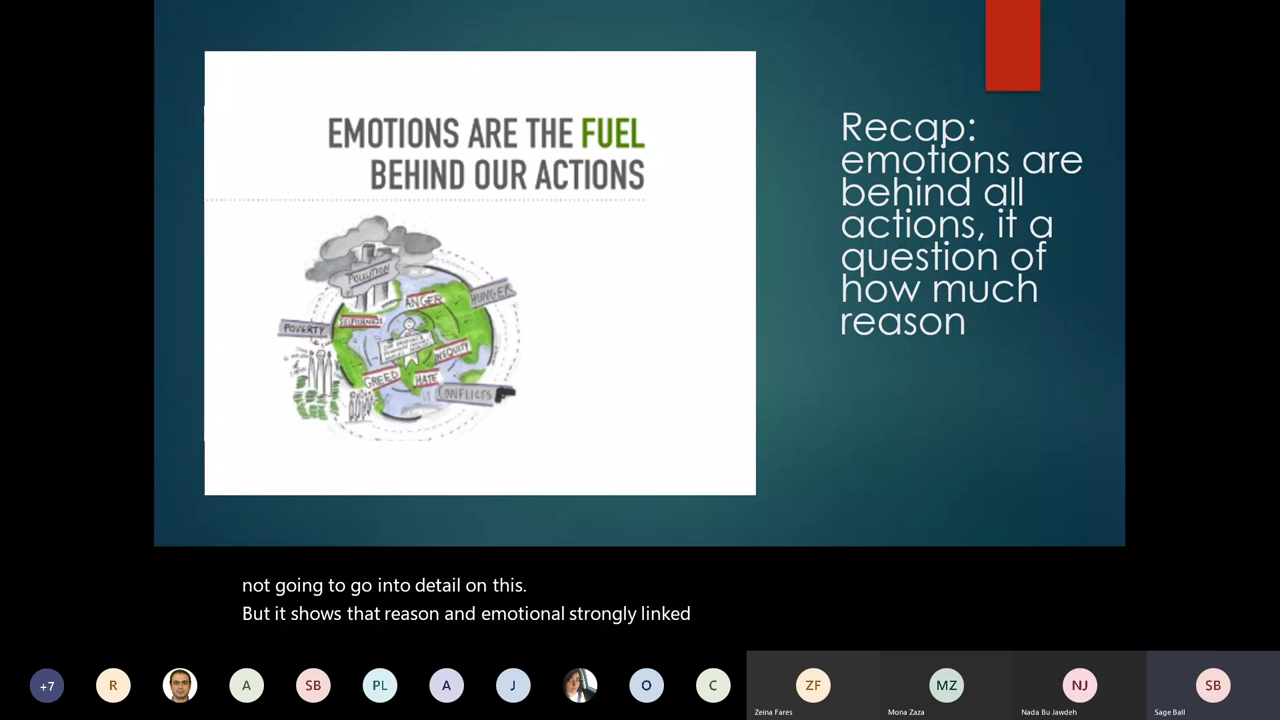 EMOTIONS ARE THE FUEL
BEHIND OUR ACTIONS
POLLUTION
ANGER
HUNGER
POVERTY
INEQUITY
GREED
HATE
CONFLICTS
Recap:
emotions are
behind all
actions, it a
question of
how much
reason
not going to go into detail on this.
But it shows that reason and emotional strongly linked
+7
R
A
SB
PL
A
J
O
C
ZF
MZ
NJ
SB
Zeina Fares
Mona Zaza
Nada Bu Jawdeh
Sage Ball